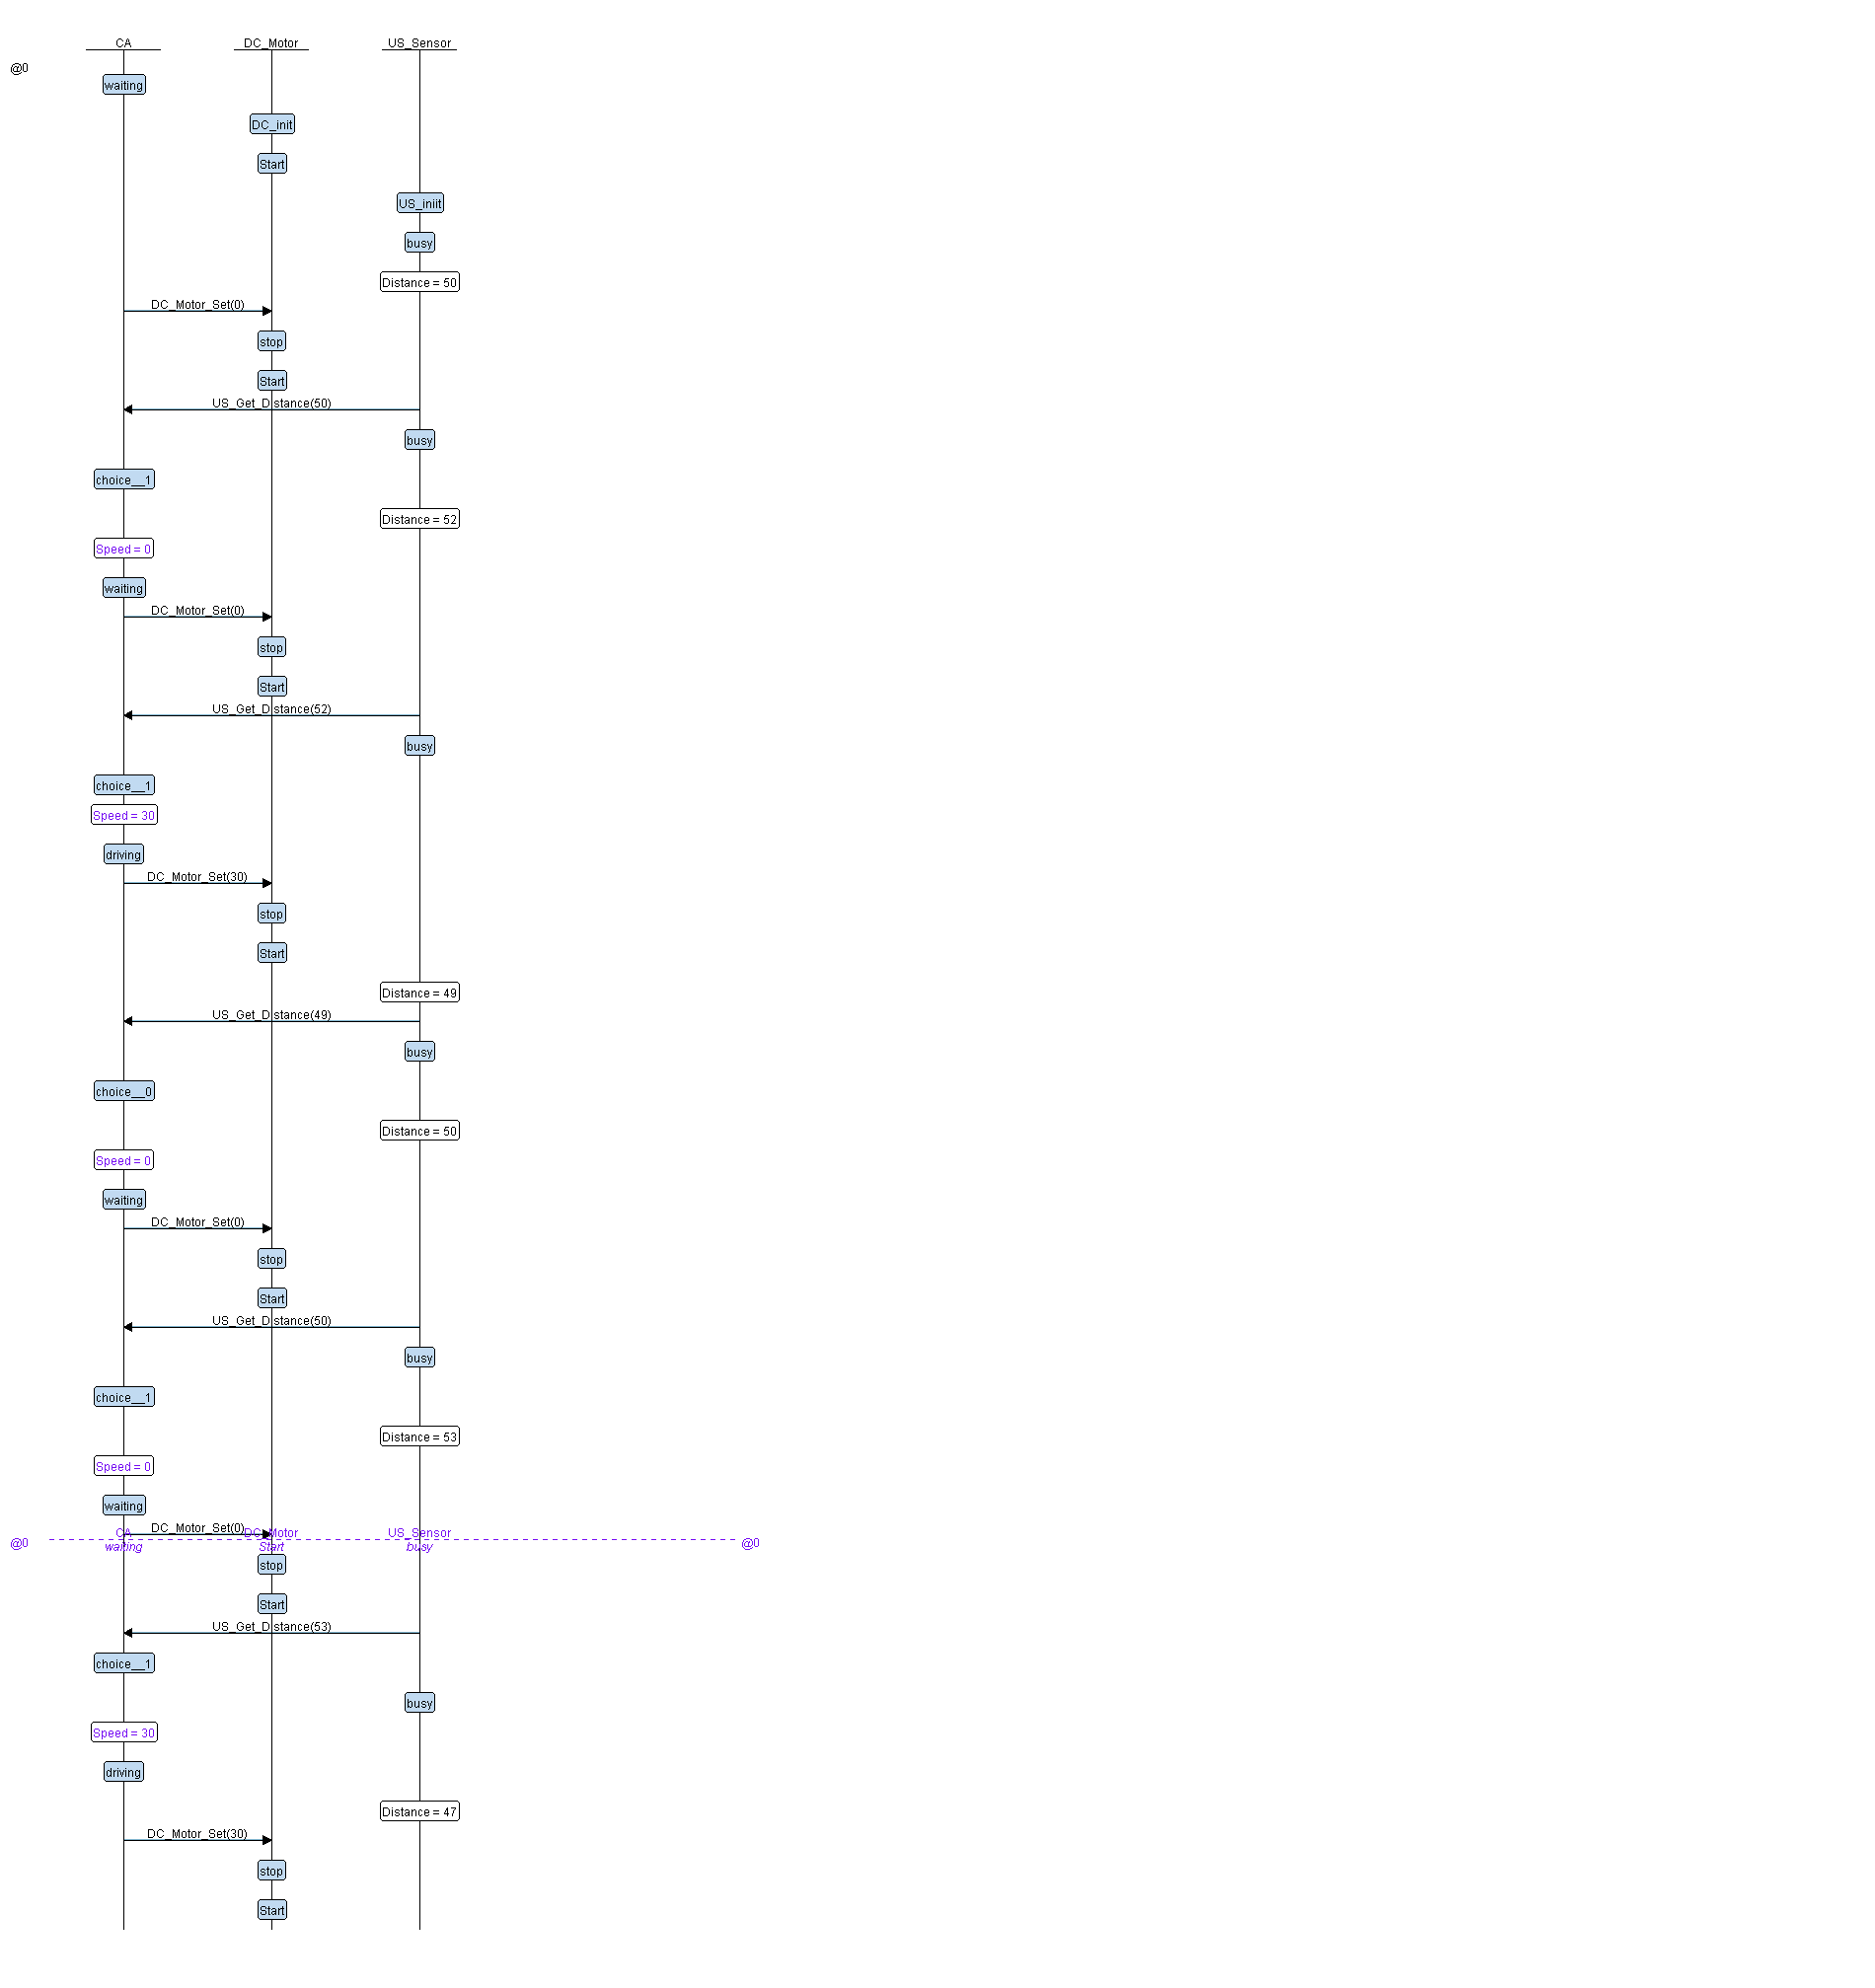 CA DC_Motor US_Sensor
@0
waiting
DC_init
Start
US_iniit
busy
Distance = 50
DC_Motor_Set(0)
stop
Start
US_Get_Distance(50)
busy
choice__1
Distance = 52
Speed = 0
waiting
DC_Motor_Set(0)
stop
Start
US_Get_Distance(52)
busy
choice__1
Speed = 30
driving
DC_Motor_Set(30)
stop
Start
Distance = 49
US_Get_Distance(49)
busy
choice__0
Distance = 50
Speed = 0
waiting
DC_Motor_Set(0)
stop
Start
US_Get_Distance(50)
busy
choice__1
Distance = 53
Speed = 0
waiting
DC_Motor_Set(0)
CA DC_Motor US_Sensor
@0 @0
waiting Start busy
stop
Start
US_Get_Distance(53)
choice__1
busy
Speed = 30
driving
Distance = 47
DC_Motor_Set(30)
stop
Start